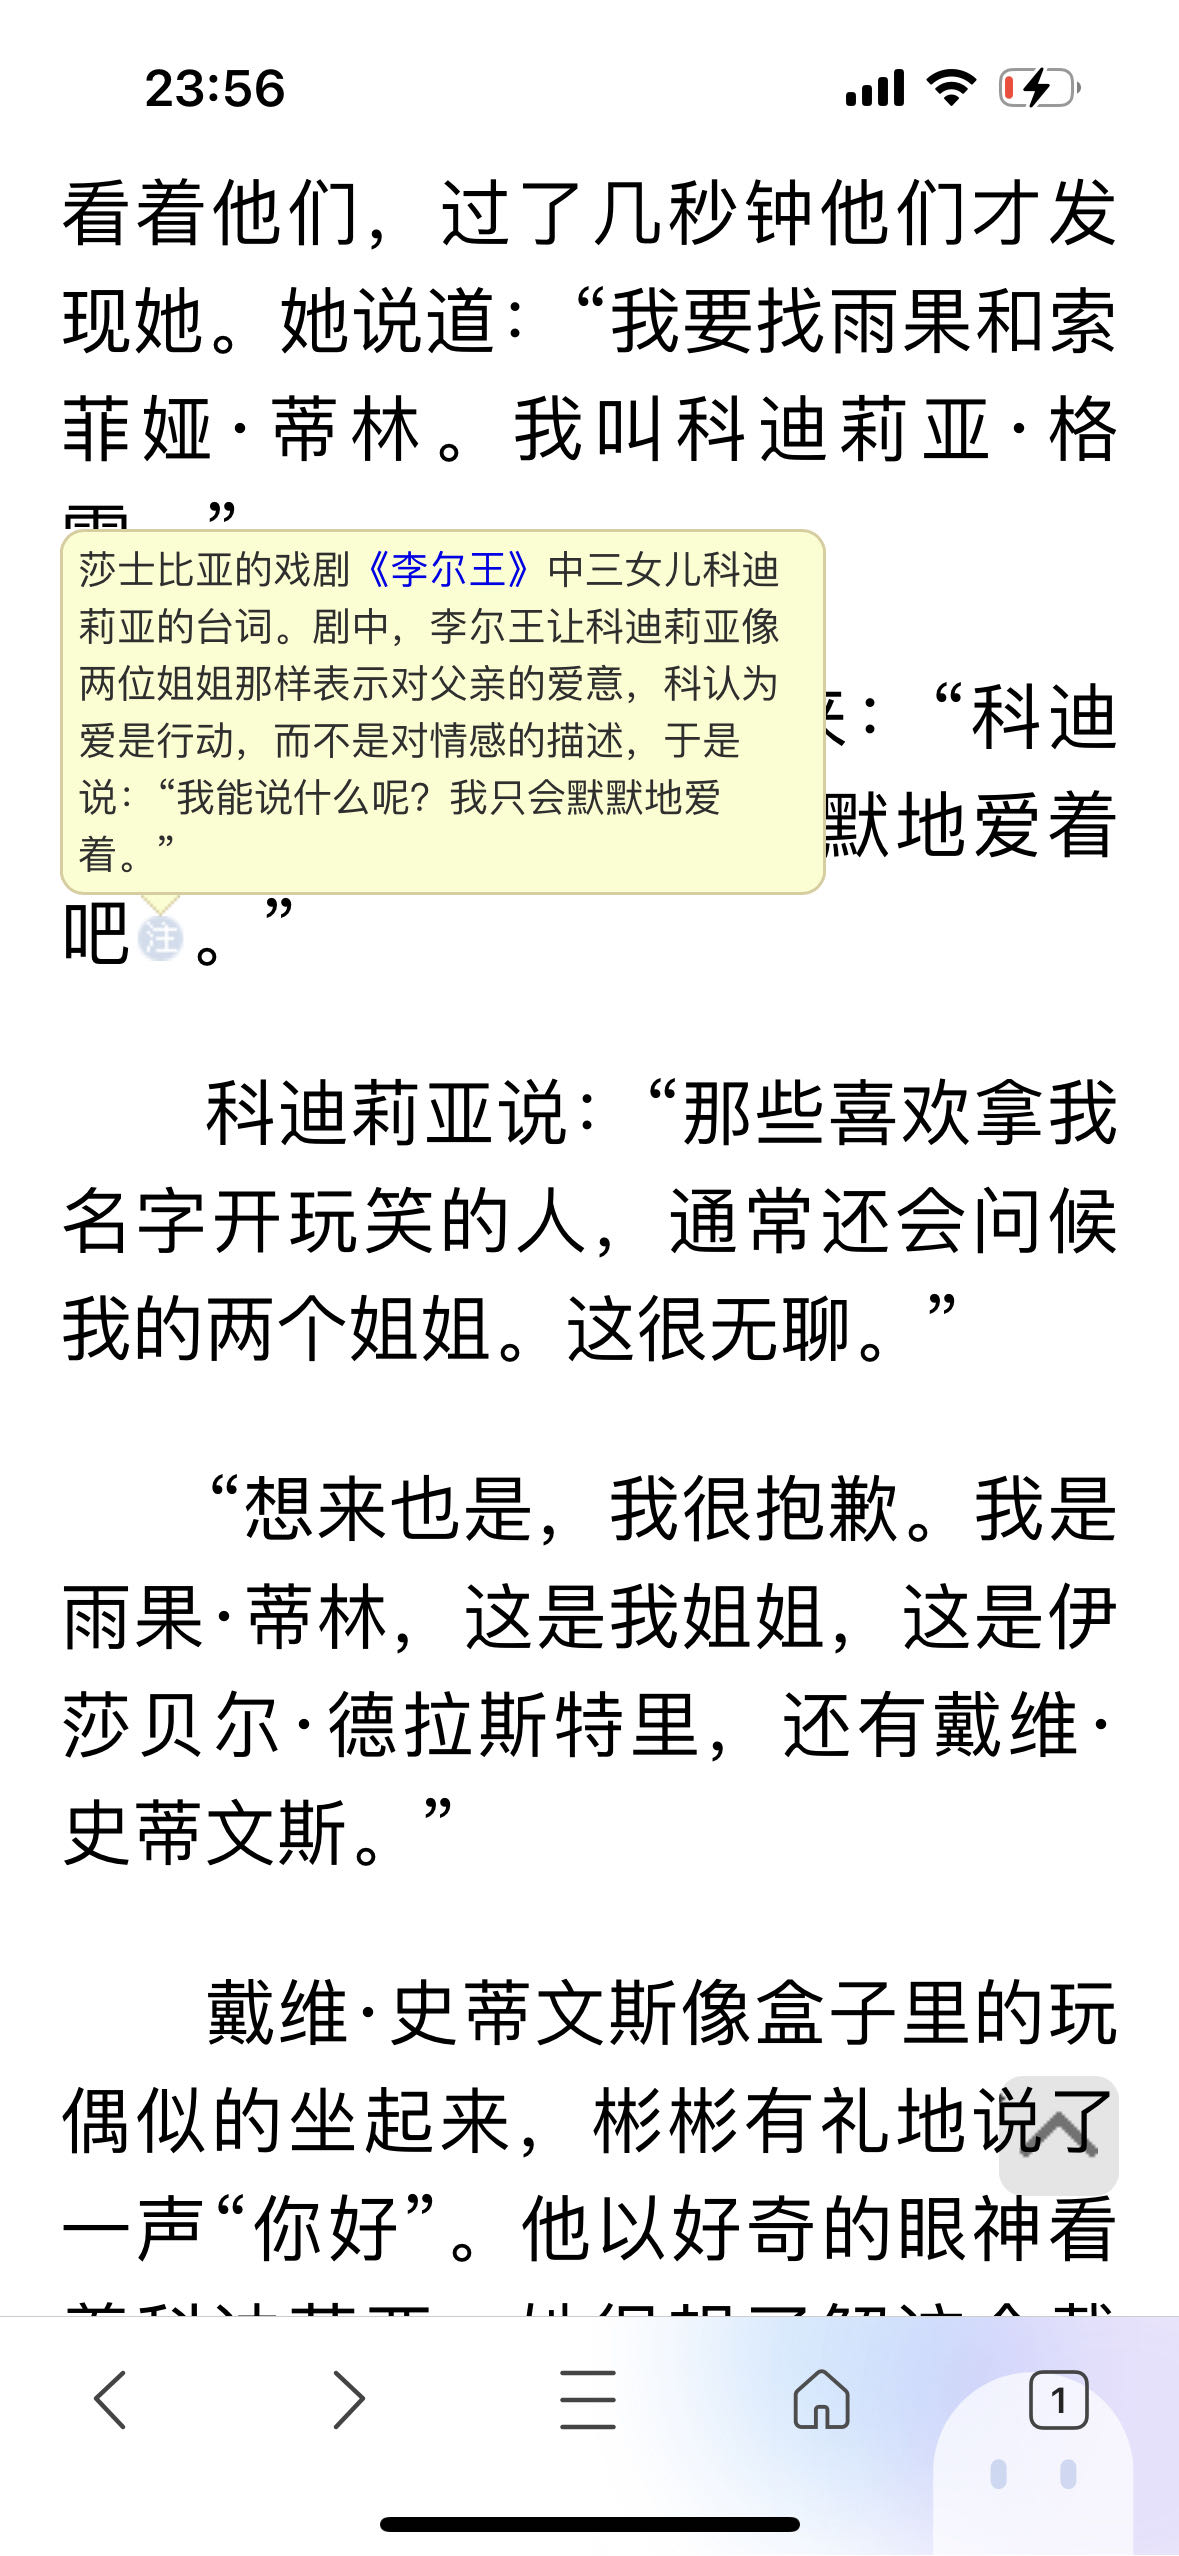 23:56
看着他们，过了几秒钟他们才发
现她。她说道：“我要找雨果和索
菲娅·蒂林。我叫科迪莉亚·格
雷。”
莎士比亚的戏剧《李尔王》中三女儿科迪
莉亚的台词。剧中，李尔王让科迪莉亚像
两位姐姐那样表示对父亲的爱意，科认为
爱是行动，而不是对情感的描述，于是
说：“我能说什么呢？我只会默默地爱
着。”
来：“科迪
默地爱着
吧注。”
科迪莉亚说：“那些喜欢拿我
名字开玩笑的人，通常还会问候
我的两个姐姐。这很无聊。”
“想来也是，我很抱歉。我是
雨果·蒂林，这是我姐姐，这是伊
莎贝尔·德拉斯特里，还有戴维·
史蒂文斯。”
戴维·史蒂文斯像盒子里的玩
偶似的坐起来，彬彬有礼地说了
一声“你好”。他以好奇的眼神看
1